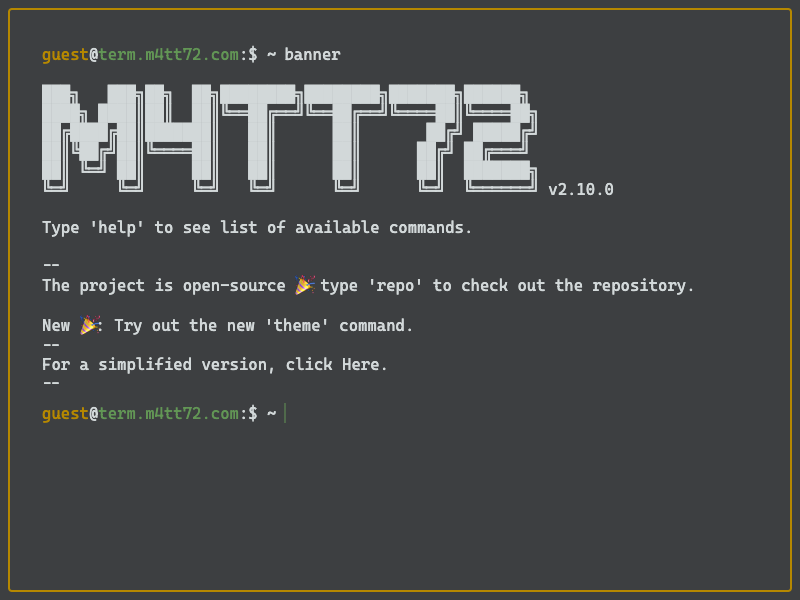 guest@term.m4tt72.com:$ ~ banner
M4TT72 v2.10.0
Type 'help' to see list of available commands.
--
The project is open-source 🎉 type 'repo' to check out the repository.
New 🎉: Try out the new 'theme' command.
--
For a simplified version, click Here.
--
guest@term.m4tt72.com:$ ~